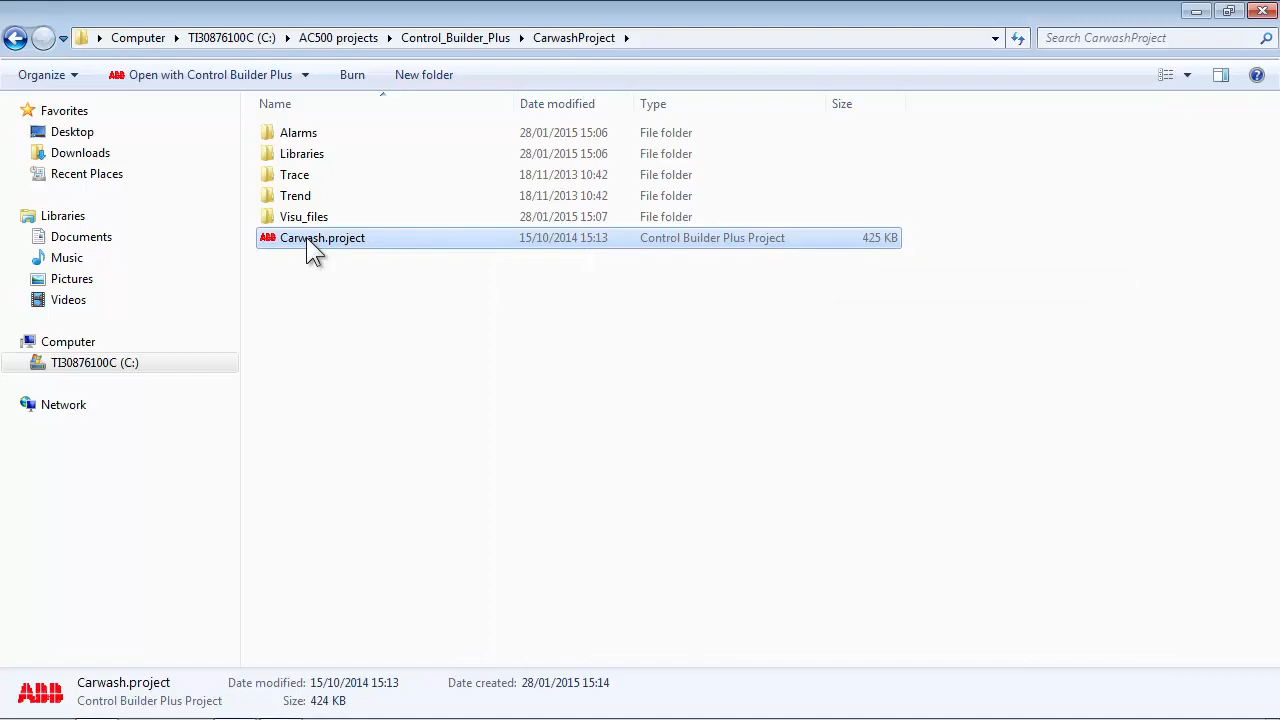 Computer TI30876100C (C:) AC500 projects Control_Builder_Plus CarwashProject Search CarwashProject
Organize ABB Open with Control Builder Plus Burn New folder
Name Date modified Type Size
Favorites
Desktop
Downloads
Recent Places
Libraries
Documents
Music
Pictures
Videos
Computer
TI30876100C (C:)
Network
Alarms 28/01/2015 15:06 File folder
Libraries 28/01/2015 15:06 File folder
Trace 18/11/2013 10:42 File folder
Trend 18/11/2013 10:42 File folder
Visu_files 28/01/2015 15:07 File folder
ABB Carwash.project 15/10/2014 15:13 Control Builder Plus Project 425 KB
ABB
Carwash.project Date modified: 15/10/2014 15:13 Date created: 28/01/2015 15:14
Control Builder Plus Project Size: 424 KB